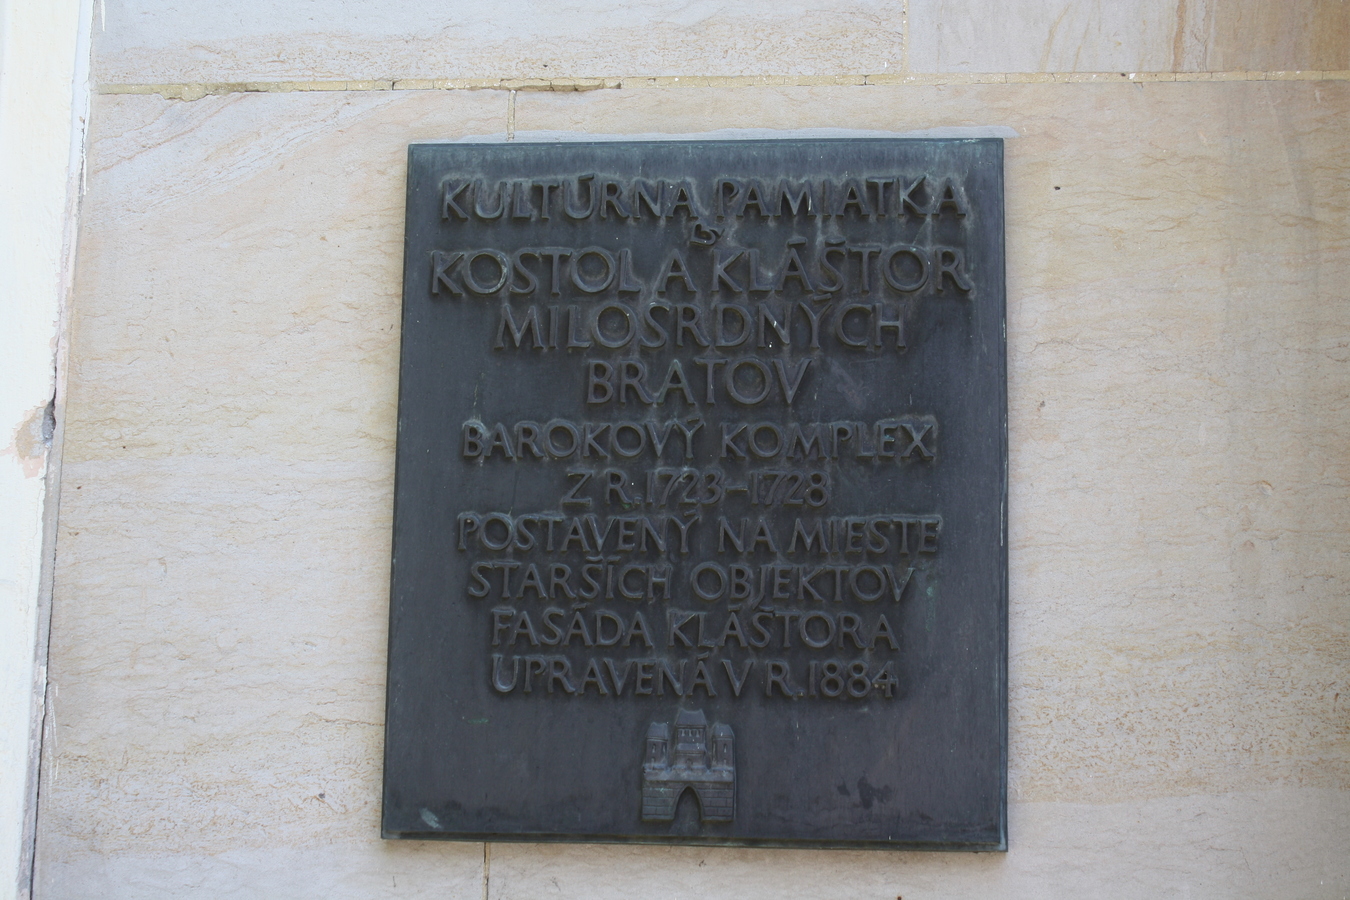 KULTÚRNA PAMIATKA
KOSTOL A KLÁŠTOR
MILOSRDNÝCH
BRATOV
BAROKOVÝ KOMPLEX
Z R. 1723-1728
POSTAVENÝ NA MIESTE
STARŠÍCH OBJEKTOV
FASÁDA KLÁŠTORA
UPRAVENÁ V R. 1884